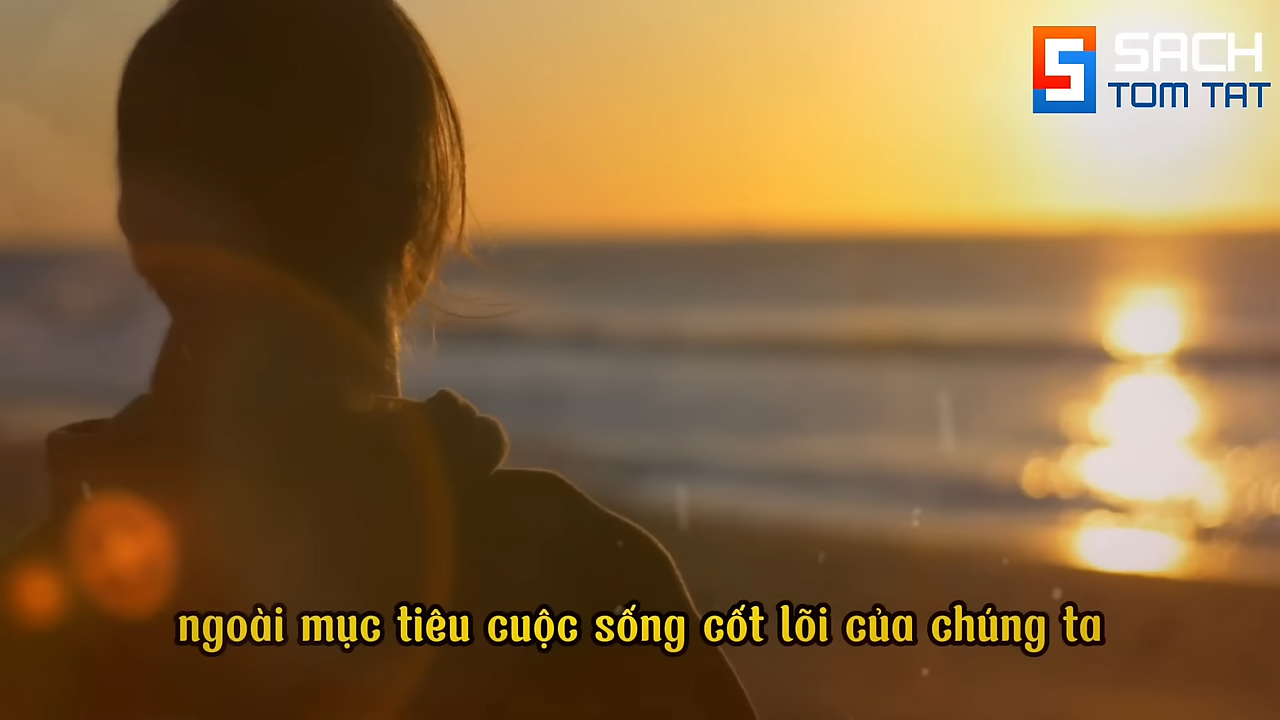 SACH
TOM TAT
ngoài mục tiêu cuộc sống cốt lõi của chúng ta